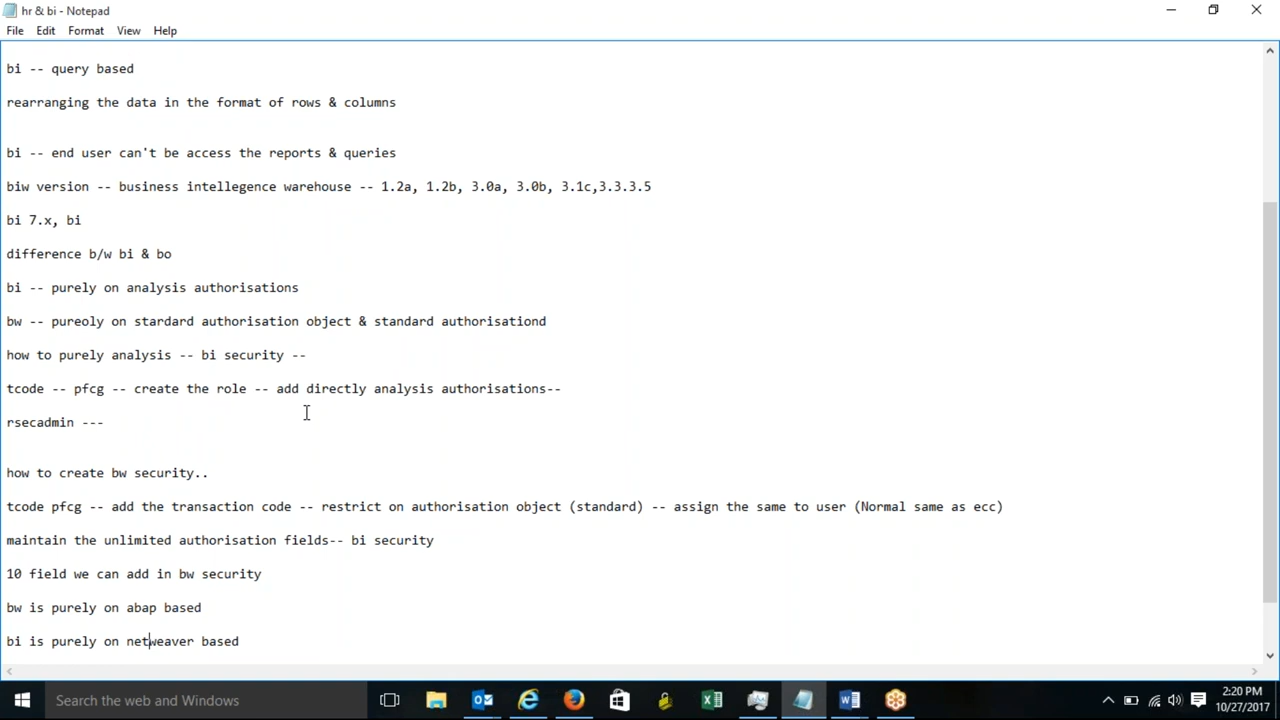 hr & bi - Notepad
File Edit Format View Help
bi -- query based
rearranging the data in the format of rows & columns
bi -- end user can't be access the reports & queries
biw version -- business intellegence warehouse -- 1.2a, 1.2b, 3.0a, 3.0b, 3.1c,3.3.3.5
bi 7.x, bi
difference b/w bi & bo
bi -- purely on analysis authorisations
bw -- pureoly on stardard authorisation object & standard authorisationd
how to purely analysis -- bi security --
tcode -- pfcg -- create the role -- add directly analysis authorisations--
rsecadmin ---
how to create bw security..
tcode pfcg -- add the transaction code -- restrict on authorisation object (standard) -- assign the same to user (Normal same as ecc)
maintain the unlimited authorisation fields-- bi security
10 field we can add in bw security
bw is purely on abap based
bi is purely on netweaver based
Search the web and Windows
2:20 PM
10/27/2017